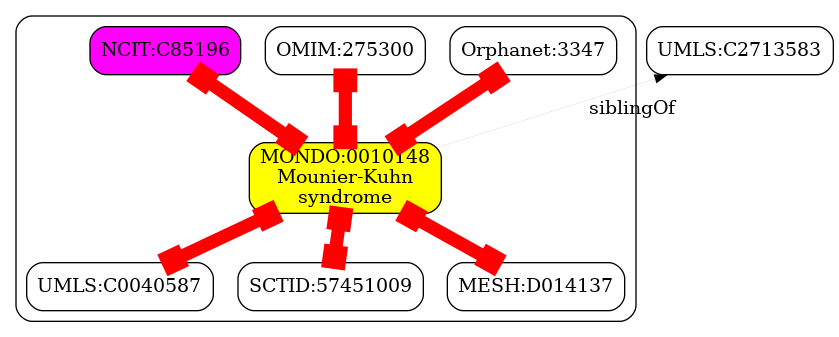 NCIT:C85196
OMIM:275300
Orphanet:3347
UMLS:C2713583
siblingOf
MONDO:0010148
Mounier-Kuhn
syndrome
UMLS:C0040587
SCTID:57451009
MESH:D014137